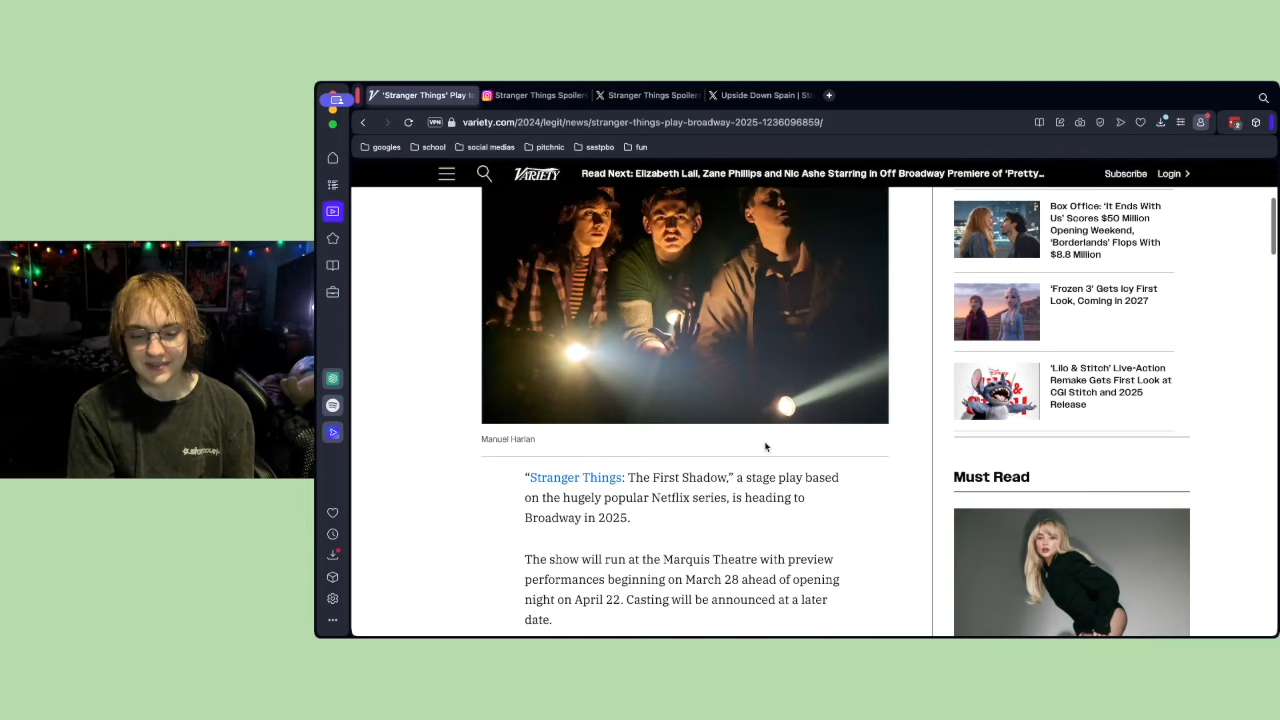 'Stranger Things' Play to
Stranger Things Spoiler
Stranger Things Spoiler
Upside Down Spain | St
VPN
variety.com/2024/legit/news/stranger-things-play-broadway-2025-1236096859/
2
googles
school
social medias
pitchnic
sastpbo
fun
VARIETY
Read Next: Elizabeth Lail, Zane Phillips and Nic Ashe Starring in Off Broadway Premiere of 'Pretty...
Subscribe
Login
Manuel Harlan
“Stranger Things: The First Shadow,” a stage play based
on the hugely popular Netflix series, is heading to
Broadway in 2025.
The show will run at the Marquis Theatre with preview
performances beginning on March 28 ahead of opening
night on April 22. Casting will be announced at a later
date.
Box Office: ‘It Ends With
Us’ Scores $50 Million
Opening Weekend,
‘Borderlands’ Flops With
$8.8 Million
‘Frozen 3’ Gets Icy First
Look, Coming in 2027
‘Lilo & Stitch’ Live-Action
Remake Gets First Look at
CGI Stitch and 2025
Release
Must Read